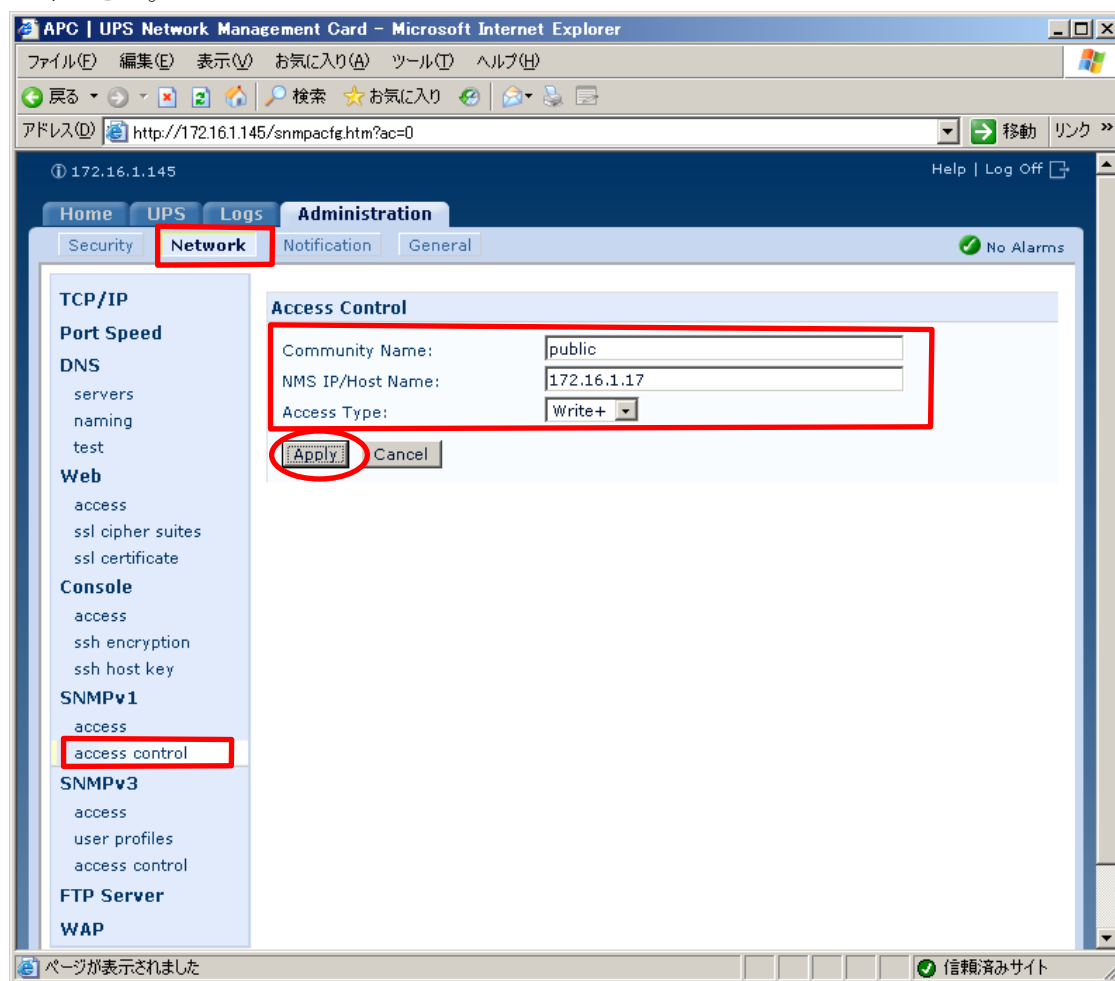 APC | UPS Network Management Card - Microsoft Internet Explorer
ファイル(F) 編集(E) 表示(V) お気に入り(A) ツール(T) ヘルプ(H)
戻る 検索 お気に入り
アドレス(D) http://172.16.1.145/snmpacfg.htm?ac=0 移動 リンク »
172.16.1.145 Help | Log Off
Home UPS Logs Administration
Security Network Notification General No Alarms
TCP/IP
Port Speed
DNS
servers
naming
test
Web
access
ssl cipher suites
ssl certificate
Console
access
ssh encryption
ssh host key
SNMPv1
access
access control
SNMPv3
access
user profiles
access control
FTP Server
WAP
Access Control
Community Name: public
NMS IP/Host Name: 172.16.1.17
Access Type: Write+
Apply Cancel
ページが表示されました 信頼済みサイト